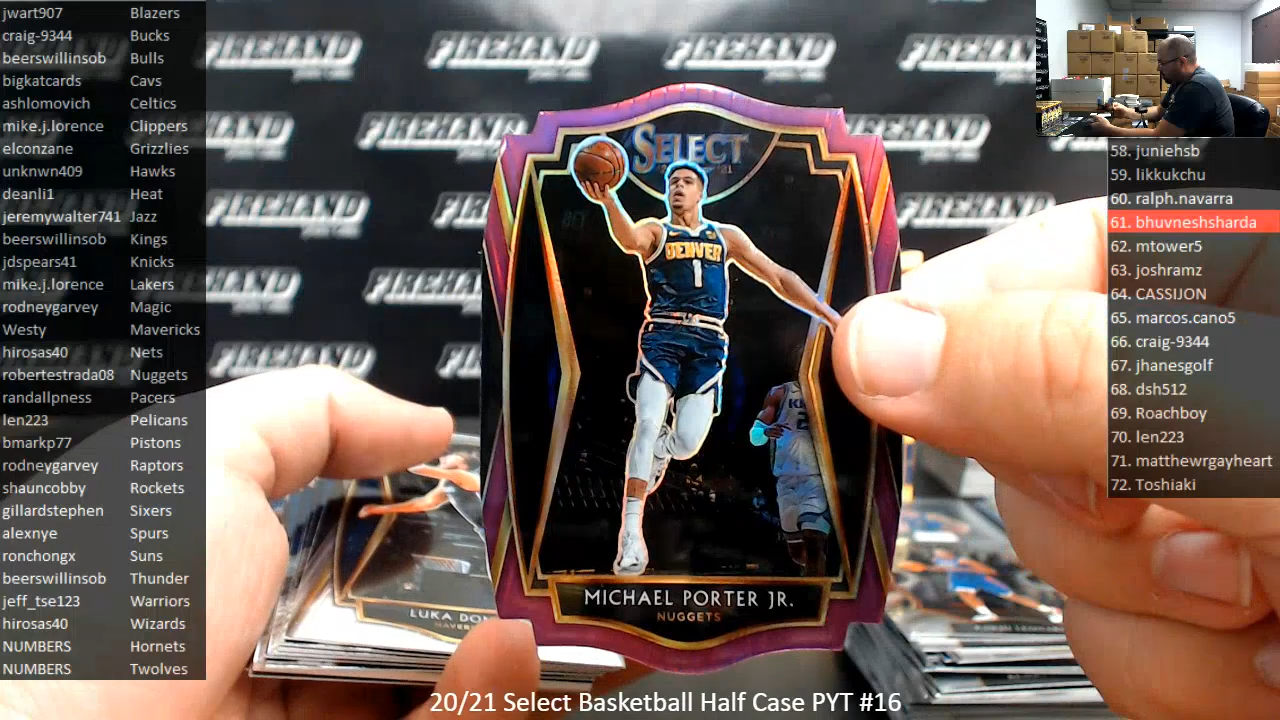 jwart907 Blazers
craig-9344 Bucks
beerswillinsob Bulls
bigkatcards Cavs
ashlomovich Celtics
mike.j.lorence Clippers
elconzane Grizzlies
unknwn409 Hawks
deanli1 Heat
jeremywalter741 Jazz
beerswillinsob Kings
jdspears41 Knicks
mike.j.lorence Lakers
rodneygarvey Magic
Westy Mavericks
hirosas40 Nets
robertestrada08 Nuggets
randallpness Pacers
len223 Pelicans
bmarkp77 Pistons
rodneygarvey Raptors
shauncobby Rockets
gillardstephen Sixers
alexnye Spurs
ronchongx Suns
beerswillinsob Thunder
jeff_tse123 Warriors
hirosas40 Wizards
NUMBERS Hornets
NUMBERS Twolves
FIREHAND FIREHAND FIREHAND
FIREHAND
SELECT
DENVER
1
MICHAEL PORTER JR.
NUGGETS
LUKA
58. juniehsb
59. likkukchu
60. ralph.navarra
61. bhuvneshsharda
62. mtower5
63. joshramz
64. CASSIJON
65. marcos.cano5
66. craig-9344
67. jhanesgolf
68. dsh512
69. Roachboy
70. len223
71. matthewrgayheart
72. Toshiaki
20/21 Select Basketball Half Case PYT #16